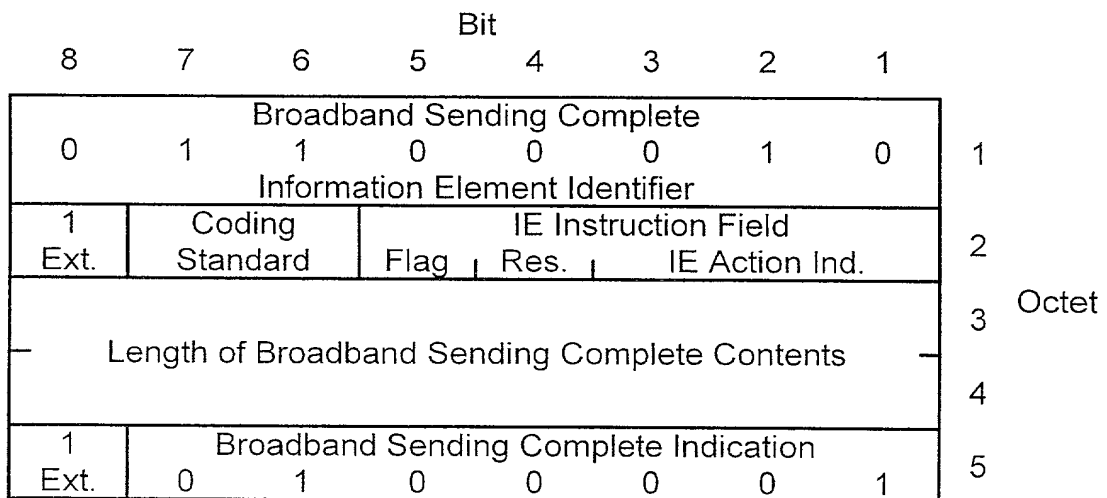 Bit
8 7 6 5 4 3 2 1
Broadband Sending Complete
0 1 1 0 0 0 1 0 1
Information Element Identifier
1 Coding IE Instruction Field
Ext. Standard Flag Res. IE Action Ind. 2
3 Octet
Length of Broadband Sending Complete Contents
4
1 Broadband Sending Complete Indication
Ext. 0 1 0 0 0 0 1 5